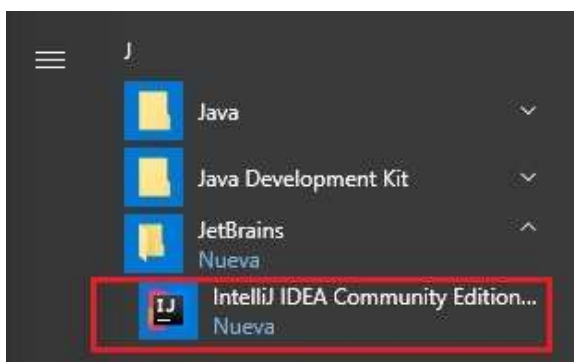 J
Java
Java Development Kit
JetBrains
Nueva
IntelliJ IDEA Community Edition...
IJ
Nueva